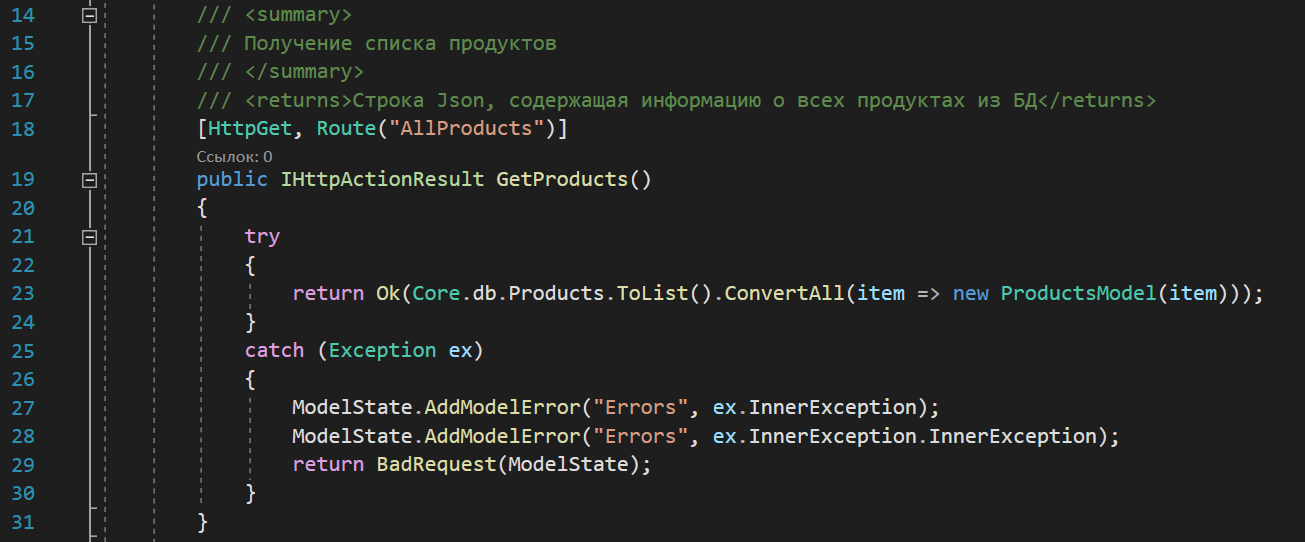 14 /// <summary>
15 /// Получение списка продуктов
16 /// </summary>
17 /// <returns>Строка Json, содержащая информацию о всех продуктах из БД</returns>
18 [HttpGet, Route("AllProducts")]
Ссылок: 0
19 public IHttpActionResult GetProducts()
20 {
21 try
22 {
23 return Ok(Core.db.Products.ToList().ConvertAll(item => new ProductsModel(item)));
24 }
25 catch (Exception ex)
26 {
27 ModelState.AddModelError("Errors", ex.InnerException);
28 ModelState.AddModelError("Errors", ex.InnerException.InnerException);
29 return BadRequest(ModelState);
30 }
31 }